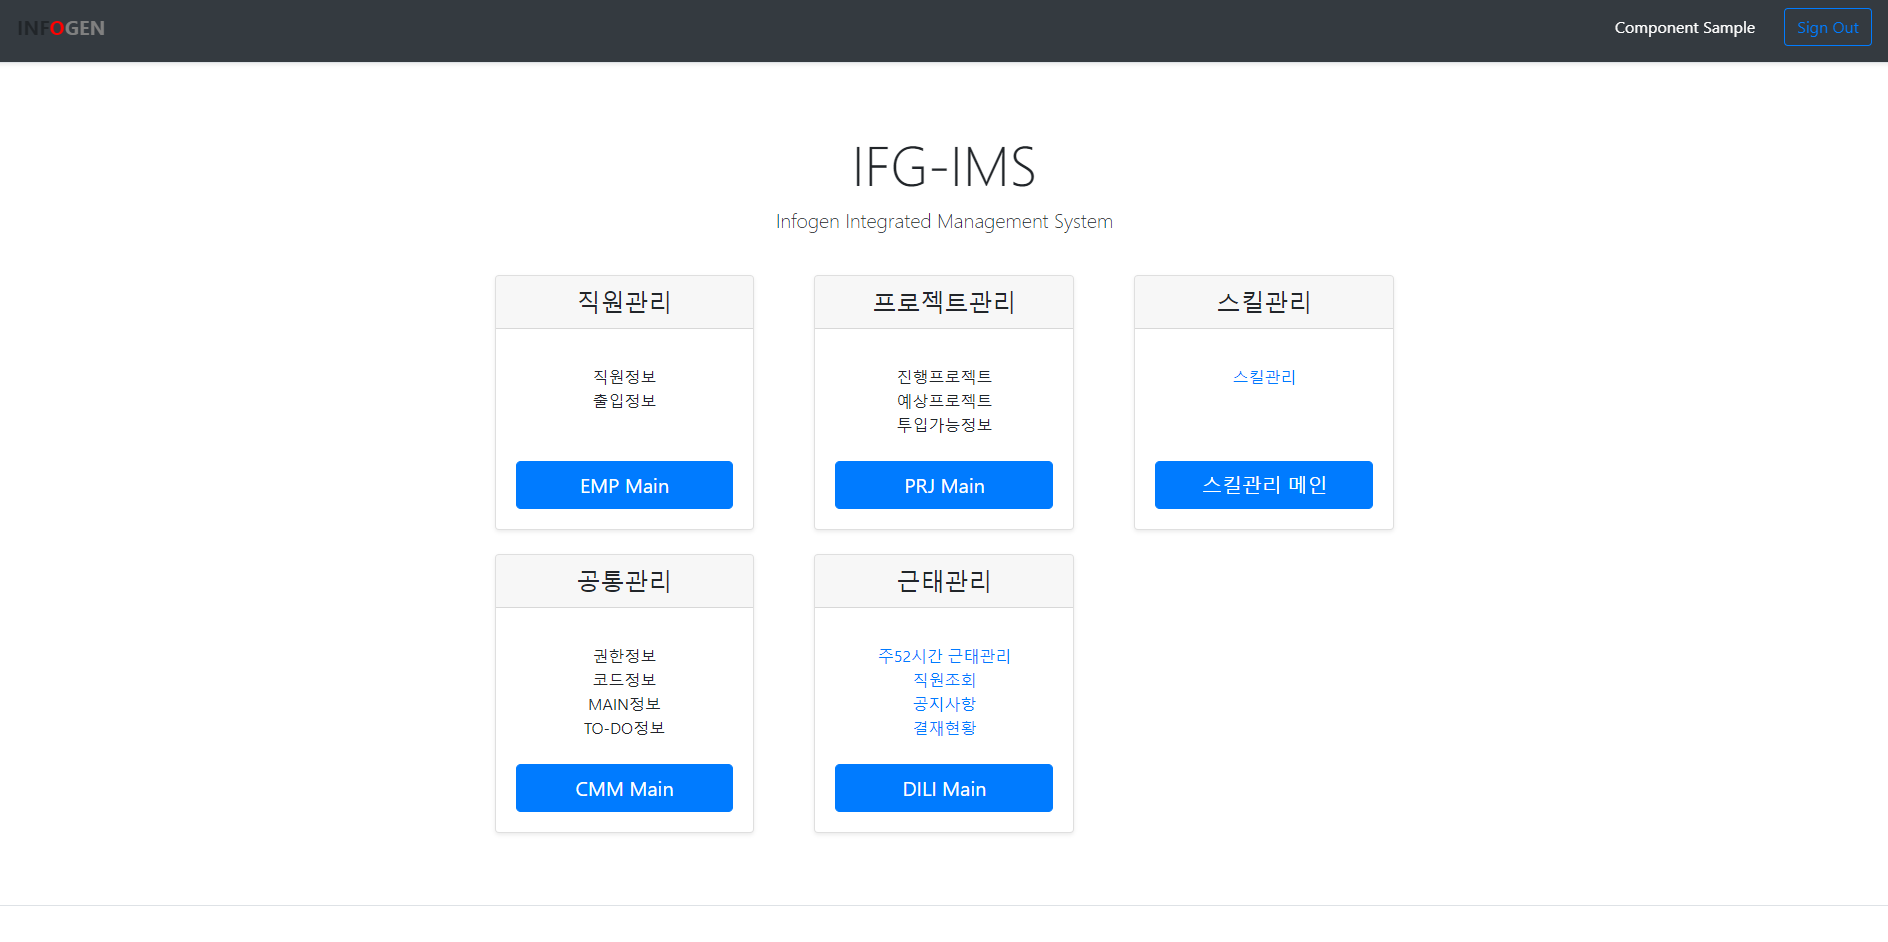 INFOGEN
Component Sample
Sign Out
IFG-IMS
Infogen Integrated Management System
직원관리
직원정보
출입정보
EMP Main
프로젝트관리
진행프로젝트
예상프로젝트
투입가능정보
PRJ Main
스킬관리
스킬관리
스킬관리 메인
공통관리
권한정보
코드정보
MAIN정보
TO-DO정보
CMM Main
근태관리
주52시간 근태관리
직원조회
공지사항
결재현황
DILI Main